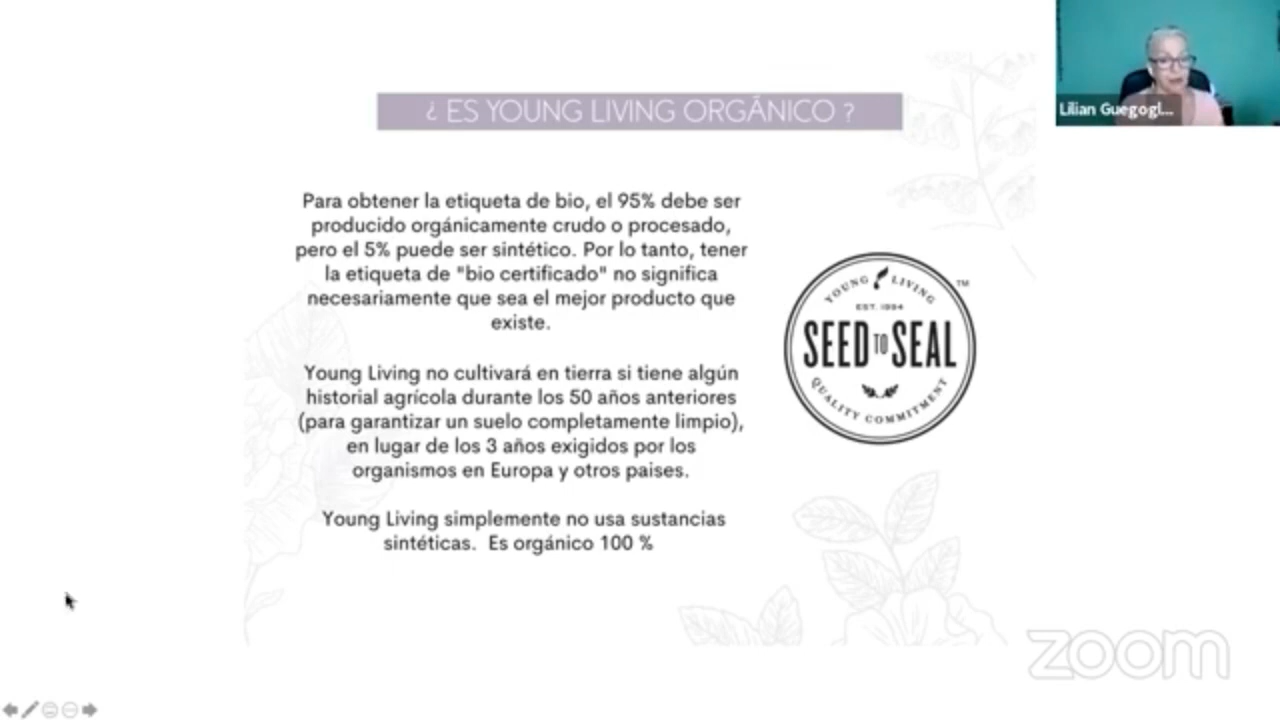 ¿ ES YOUNG LIVING ORGÃNICO ?
Lilian Guegogl...
Para obtener la etiqueta de bio, el 95% debe ser
producido orgánicamente crudo o procesado,
pero el 5% puede ser sintético. Por lo tanto, tener
la etiqueta de "bio certificado" no significa
necesariamente que sea el mejor producto que
existe.
Young Living no cultivará en tierra si tiene algún
historial agrícola durante los 50 años anteriores
(para garantizar un suelo completamente limpio),
en lugar de los 3 años exigidos por los
organismos en Europa y otros paises.
Young Living simplemente no usa sustancias
sintéticas. Es orgánico 100 %
YOUNG LIVING
TM
EST. 1994
SEED TO SEAL
QUALITY COMMITMENT
zoom